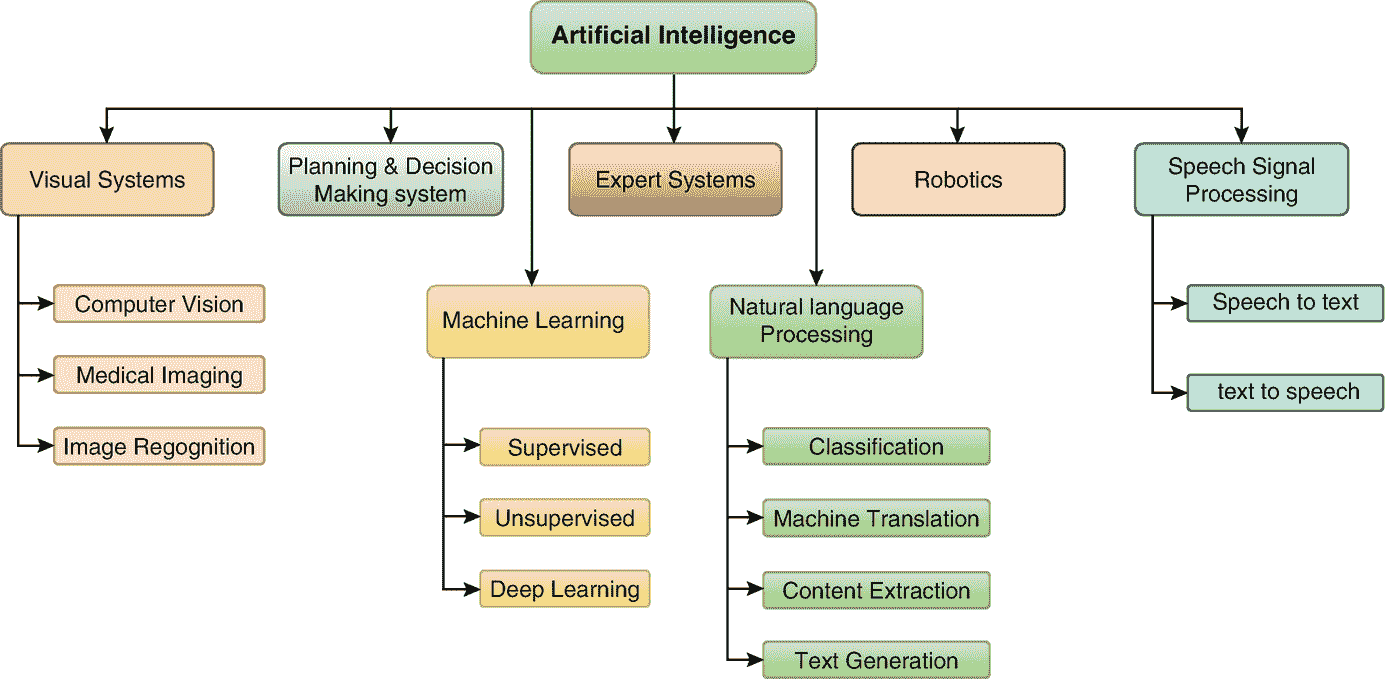 Artificial Intelligence
Visual Systems
Planning & Decision
Making system
Expert Systems
Robotics
Speech Signal
Processing
Computer Vision
Medical Imaging
Image Regognition
Machine Learning
Supervised
Unsupervised
Deep Learning
Natural language
Processing
Classification
Machine Translation
Content Extraction
Text Generation
Speech to text
text to speech